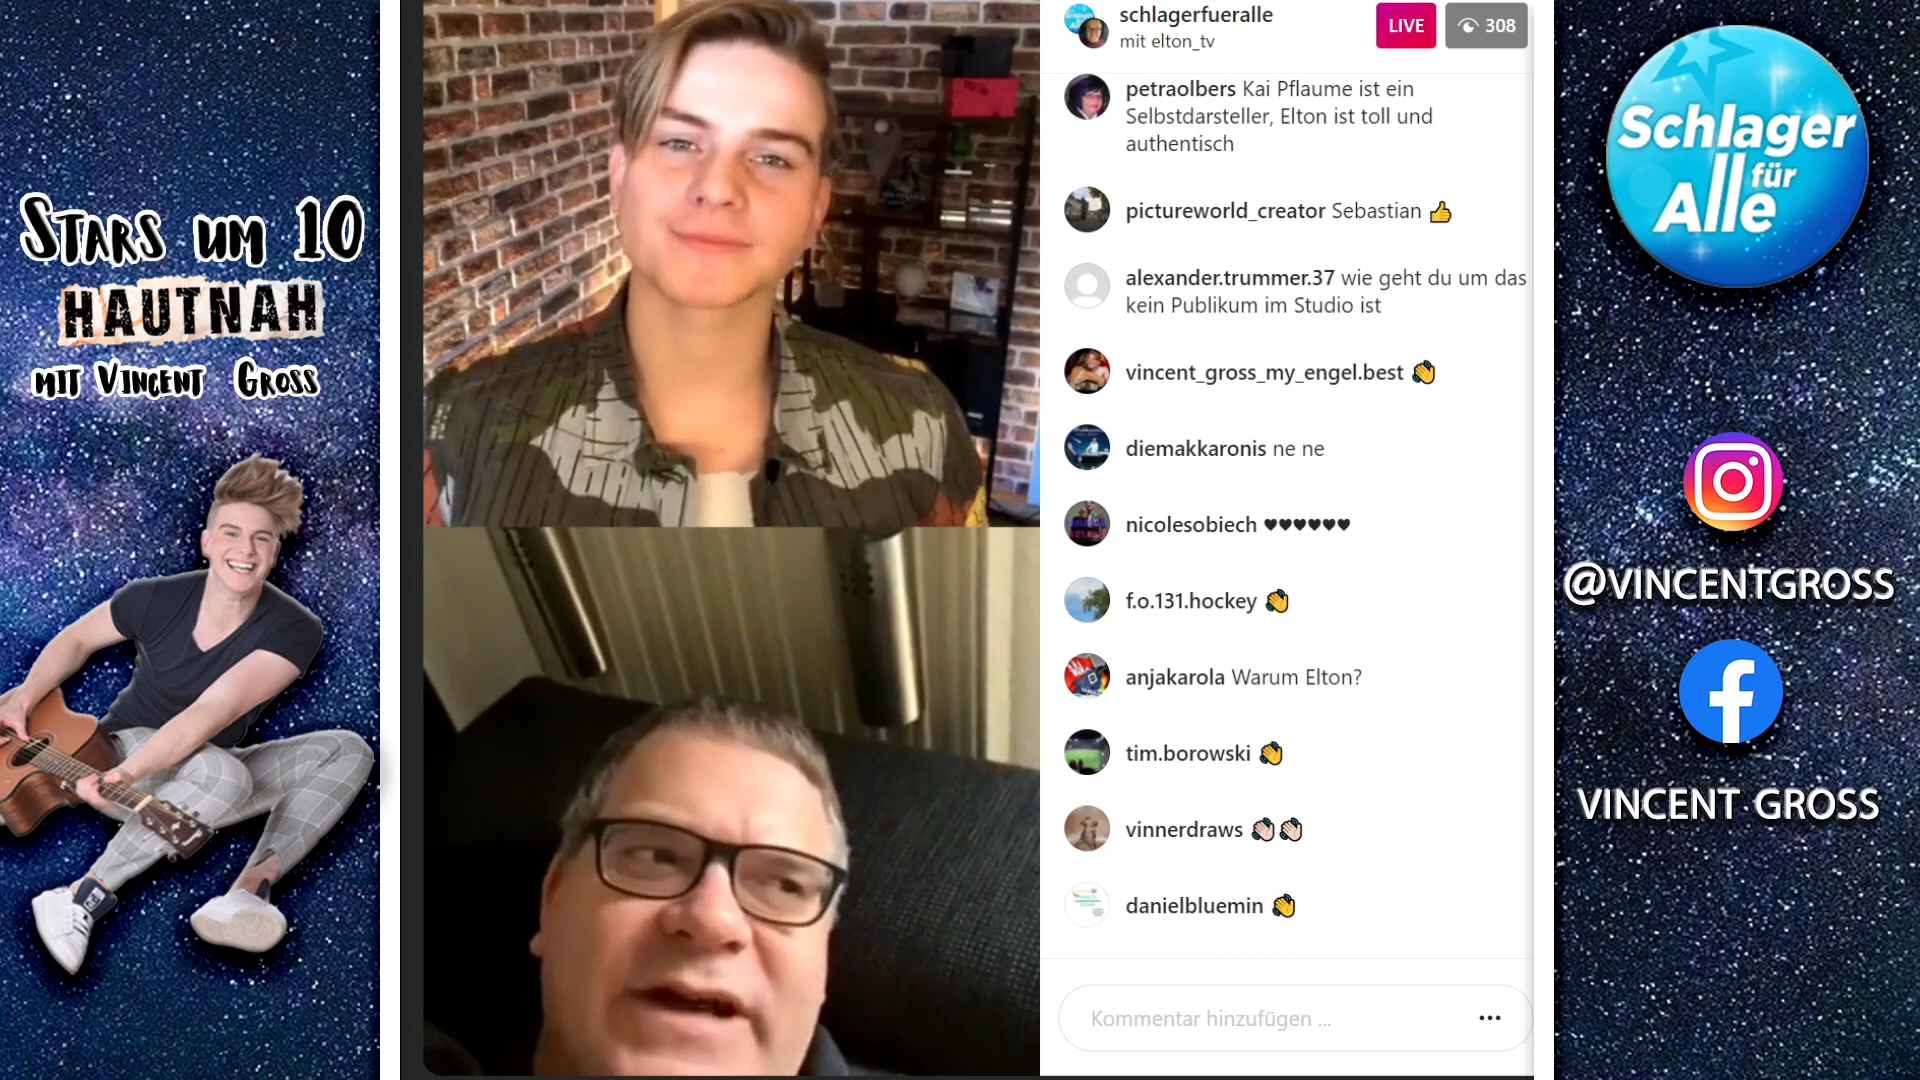 STARS UM 10
HAUTNAH
MIT VINCENT GROSS
schlagerfueralle
mit elton_tv
LIVE
308
petraolbers Kai Pflaume ist ein
Selbstdarsteller, Elton ist toll und
authentisch
pictureworld_creator Sebastian 👍
alexander.trummer.37 wie geht du um das
kein Publikum im Studio ist
vincent_gross_my_engel.best 👏
diemakkaronis ne ne
nicolesobiech ♥♥♥♥♥♥
f.o.131.hockey 👏
anjakarola Warum Elton?
tim.borowski 👏
vinnerdraws 👏🏻👏🏻
danielbluemin 👏
Kommentar hinzufügen ...
Schlager
für
Alle
@VINCENTGROSS
VINCENT GROSS